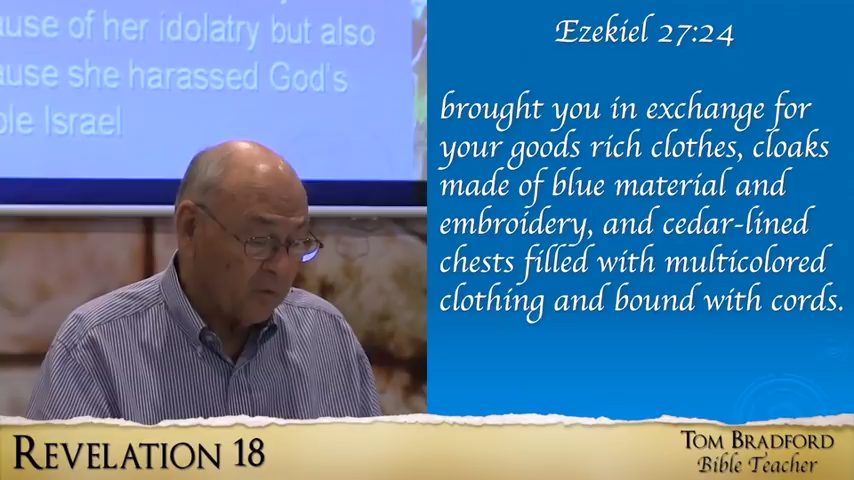 ause of her idolatry but also
ause she harassed God's
ple Israel
Ezekiel 27:24
brought you in exchange for
your goods rich clothes, cloaks
made of blue material and
embroidery, and cedar-lined
chests filled with multicolored
clothing and bound with cords.
REVELATION 18
TOM BRADFORD
Bible Teacher